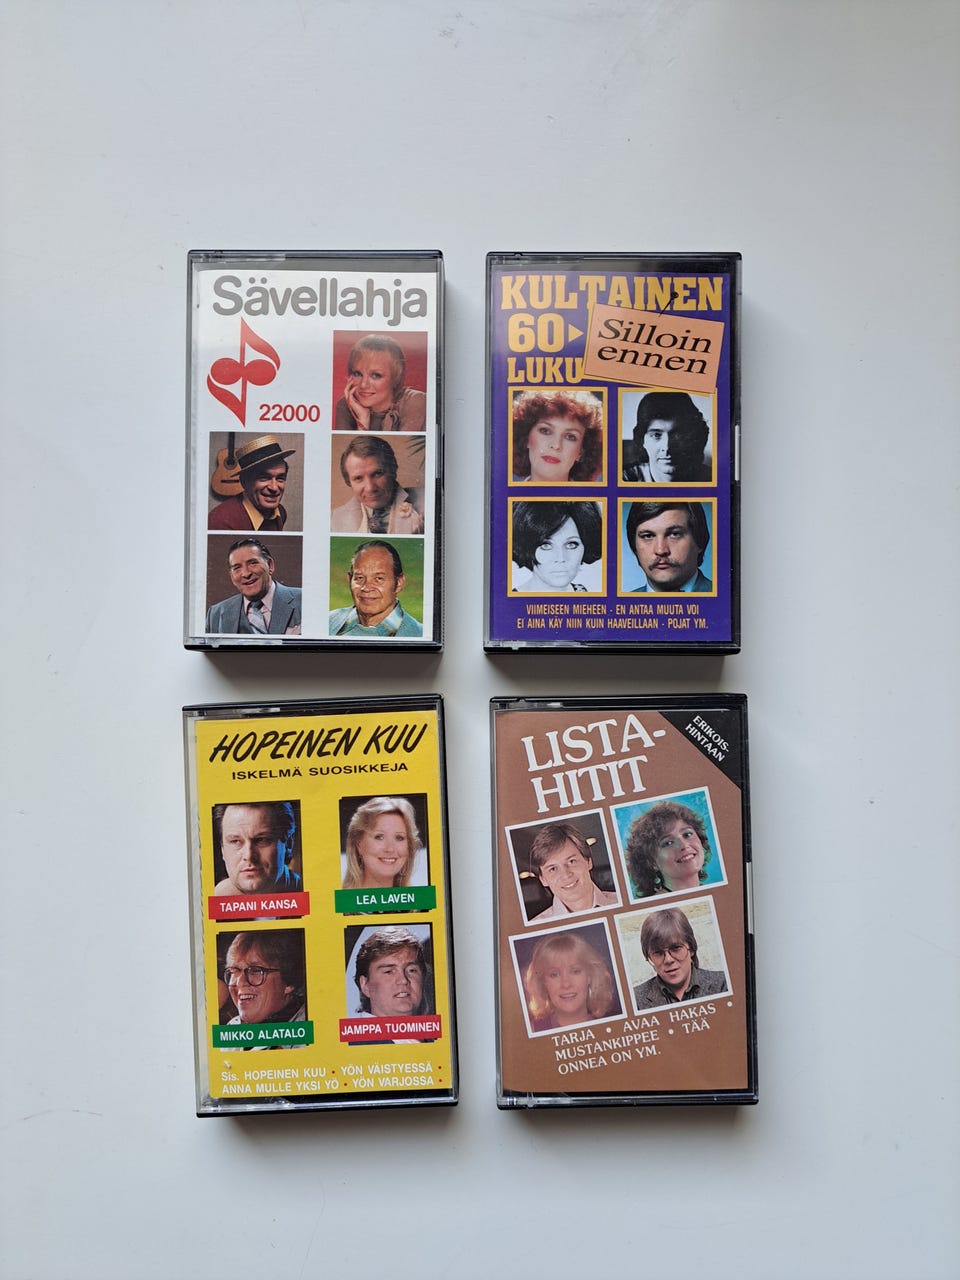 Sävellahja
22000
KULTAINEN
60
LUKU
Silloin
ennen
VIIMEISEEN MIEHEEN - EN ANTAA MUUTA VOI
EI AINA KÄY NIIN KUIN HAAVEILLAAN - POJAT YM.
HOPEINEN KUU
ISKELMÄ SUOSIKKEJA
TAPANI KANSA
LEA LAVEN
MIKKO ALATALO
JAMPPA TUOMINEN
Sis. HOPEINEN KUU • YÖN VÄISTYESSÄ •
ANNA MULLE YKSI YÖ • YÖN VARJOSSA •
LISTA-
HITIT
ERIKOIS-
HINTAAN
TARJA • AVAA HAKAS •
MUSTANKIPPEE • TÄÄ
ONNEA ON YM.